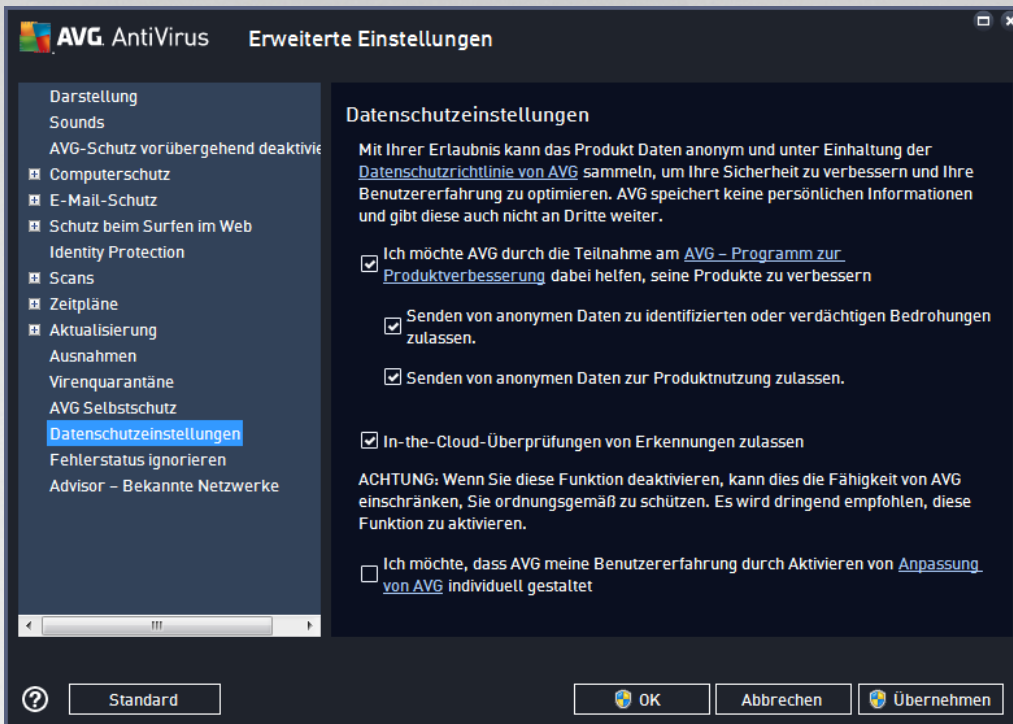 AVG AntiVirus Erweiterte Einstellungen
Darstellung
Sounds
AVG-Schutz vorübergehend deaktivie
Computerschutz
E-Mail-Schutz
Schutz beim Surfen im Web
Identity Protection
Scans
Zeitpläne
Aktualisierung
Ausnahmen
Virenquarantäne
AVG Selbstschutz
Datenschutzeinstellungen
Fehlerstatus ignorieren
Advisor – Bekannte Netzwerke
Datenschutzeinstellungen
Mit Ihrer Erlaubnis kann das Produkt Daten anonym und unter Einhaltung der
Datenschutzrichtlinie von AVG sammeln, um Ihre Sicherheit zu verbessern und Ihre
Benutzererfahrung zu optimieren. AVG speichert keine persönlichen Informationen
und gibt diese auch nicht an Dritte weiter.
Ich möchte AVG durch die Teilnahme am AVG – Programm zur
Produktverbesserung dabei helfen, seine Produkte zu verbessern
Senden von anonymen Daten zu identifizierten oder verdächtigen Bedrohungen
zulassen.
Senden von anonymen Daten zur Produktnutzung zulassen.
In-the-Cloud-Überprüfungen von Erkennungen zulassen
ACHTUNG: Wenn Sie diese Funktion deaktivieren, kann dies die Fähigkeit von AVG
einschränken, Sie ordnungsgemäß zu schützen. Es wird dringend empfohlen, diese
Funktion zu aktivieren.
Ich möchte, dass AVG meine Benutzererfahrung durch Aktivieren von Anpassung
von AVG individuell gestaltet
? Standard OK Abbrechen Übernehmen